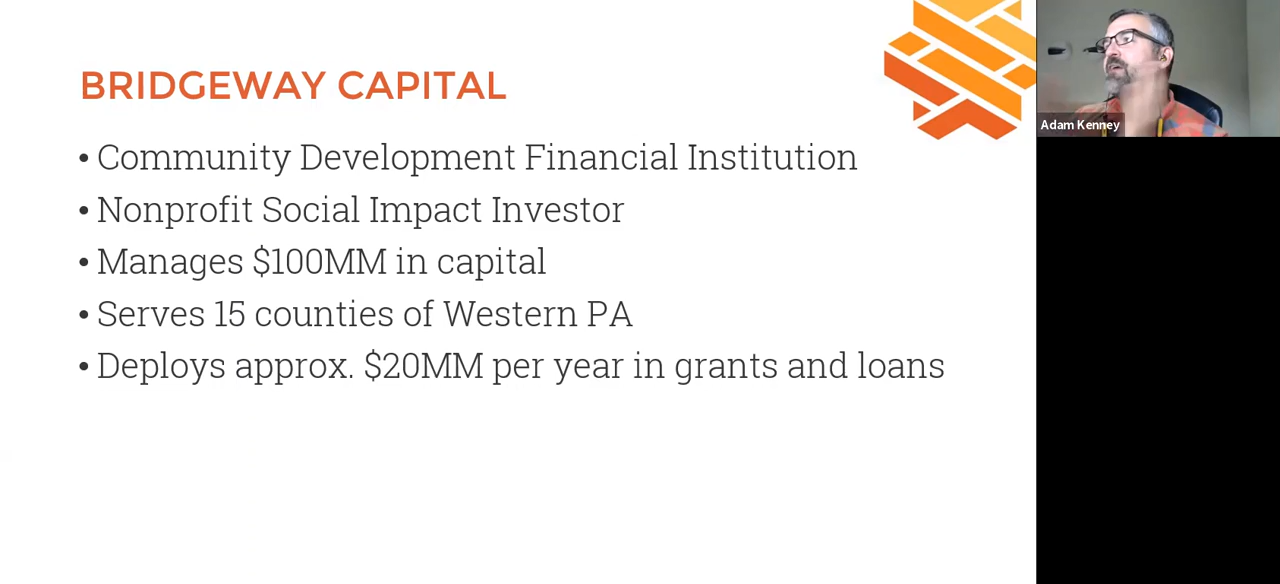 BRIDGEWAY CAPITAL
• Community Development Financial Institution
• Nonprofit Social Impact Investor
• Manages $100MM in capital
• Serves 15 counties of Western PA
• Deploys approx. $20MM per year in grants and loans
Adam Kenney